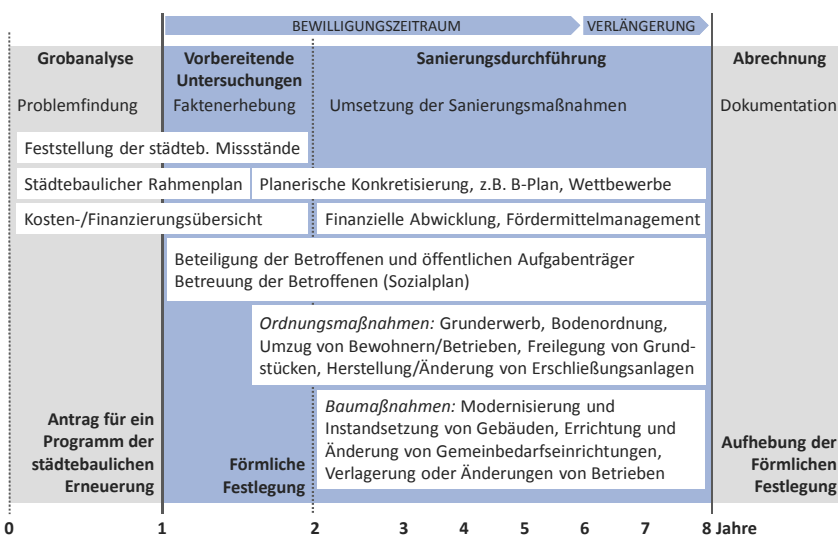 BEWILLIGUNGSZEITRAUM
VERLÄNGERUNG
Grobanalyse
Problemfindung
Vorbereitende
Untersuchungen
Faktenerhebung
Sanierungsdurchführung
Umsetzung der Sanierungsmaßnahmen
Abrechnung
Dokumentation
Feststellung der städteb. Missstände
Städtebaulicher Rahmenplan
Planerische Konkretisierung, z.B. B-Plan, Wettbewerbe
Kosten-/Finanzierungsübersicht
Finanzielle Abwicklung, Fördermittelmanagement
Beteiligung der Betroffenen und öffentlichen Aufgabenträger
Betreuung der Betroffenen (Sozialplan)
Ordnungsmaßnahmen: Grunderwerb, Bodenordnung,
Umzug von Bewohnern/Betrieben, Freilegung von Grund-
stücken, Herstellung/Änderung von Erschließungsanlagen
Baumaßnahmen: Modernisierung und
Instandsetzung von Gebäuden, Errichtung und
Änderung von Gemeinbedarfseinrichtungen,
Verlagerung oder Änderungen von Betrieben
Antrag für ein
Programm der
städtebaulichen
Erneuerung
Förmliche
Festlegung
Aufhebung der
Förmlichen
Festlegung
0 1 2 3 4 5 6 7 8 Jahre